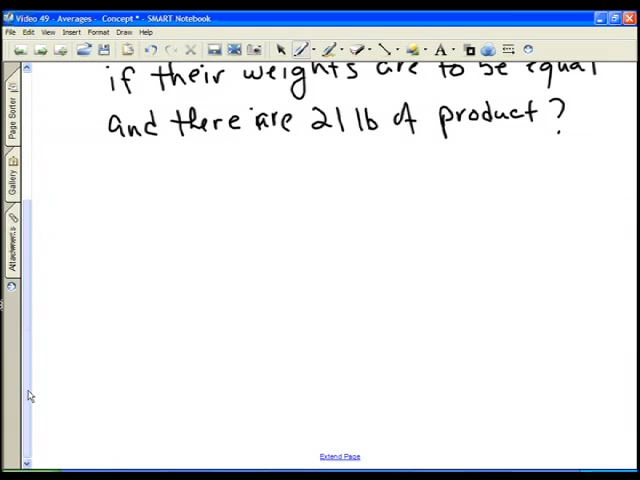 Video 49 - Averages - Concept * - SMART Notebook
File Edit View Insert Format Draw Help
if their weights are to be equal
and there are 21 lb of product?
Page Sorter
Gallery
Attachments
Extend Page